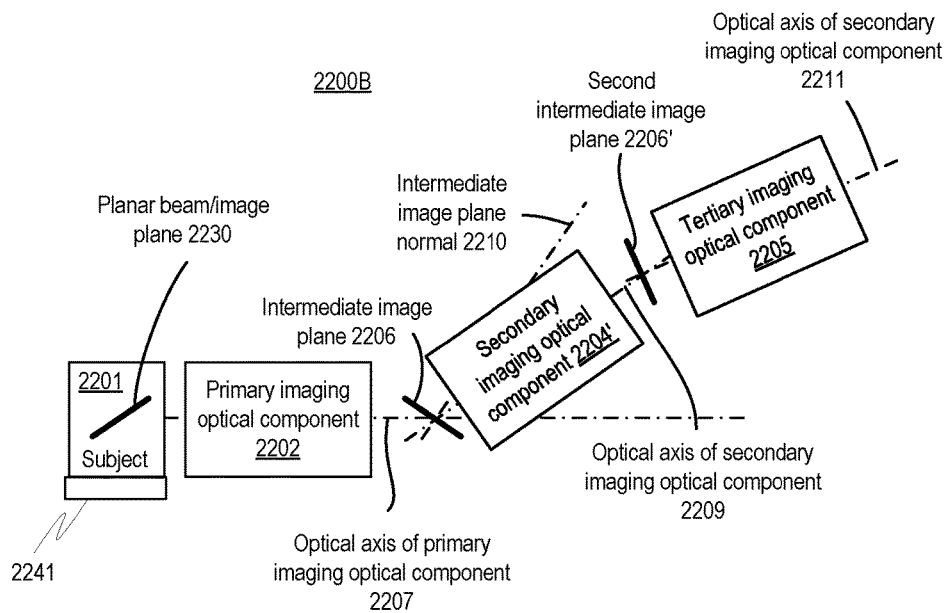 2200B
Optical axis of secondary
imaging optical component
2211
Second
intermediate image
plane 2206'
Intermediate
image plane
normal 2210
Planar beam/image
plane 2230
Tertiary imaging
optical component
2205
Intermediate image
plane 2206
Secondary
imaging optical
component 2204'
2201
Subject
Primary imaging
optical component
2202
Optical axis of secondary
imaging optical component
2209
2241
Optical axis of primary
imaging optical component
2207